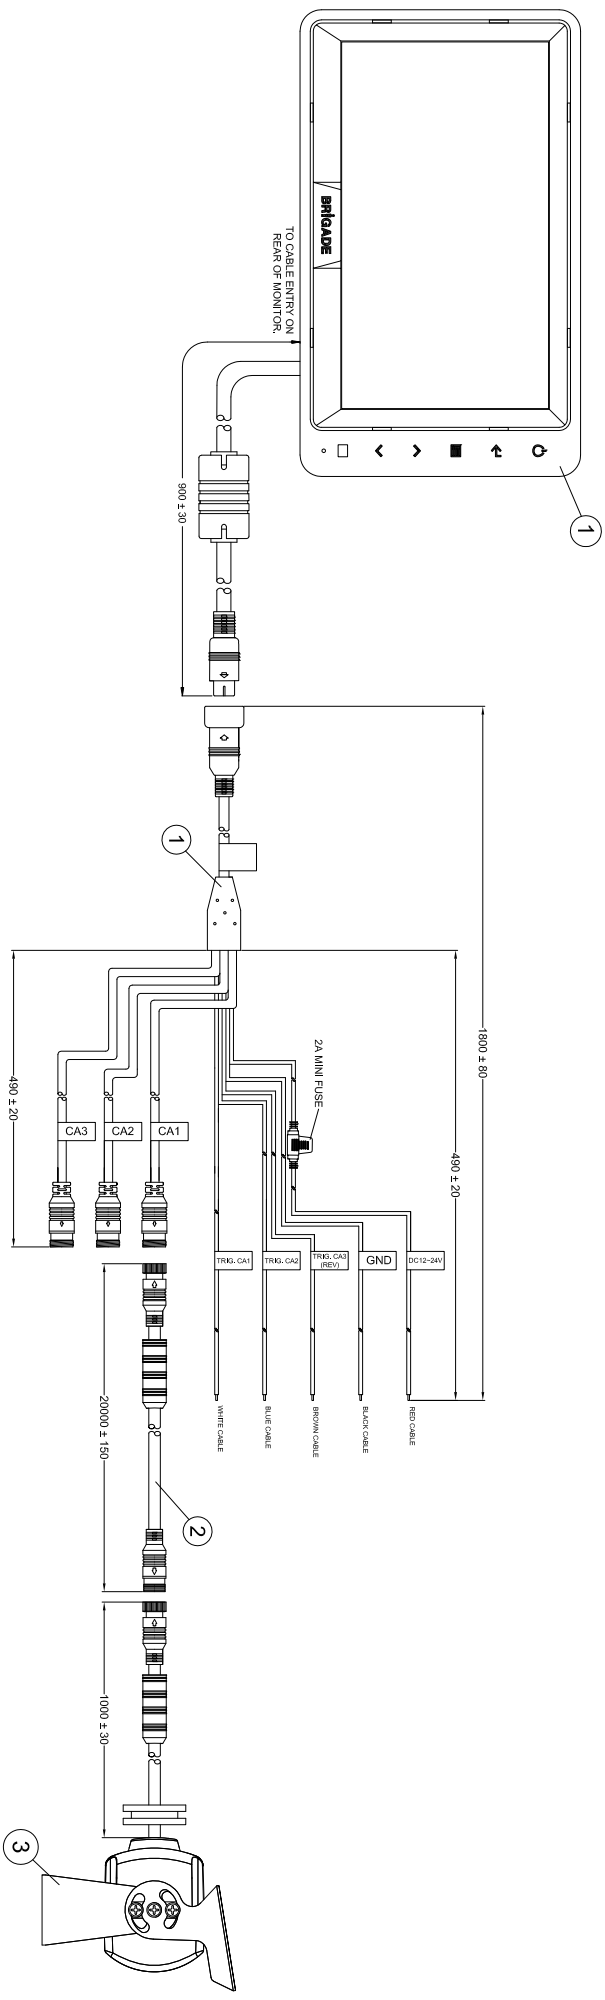 BRIGADE
1
TO CABLE ENTRY ON
REAR OF MONITOR.
900 ± 30
1
1800 ± 80
490 ± 20
490 ± 20
2A MINI FUSE
CA3
CA2
CA1
TRIG. CA1
TRIG. CA2
TRIG. CA3
(REV)
GND
DC12-24V
WHITE CABLE
BLUE CABLE
BROWN CABLE
BLACK CABLE
RED CABLE
20000 ± 150
2
1000 ± 30
3